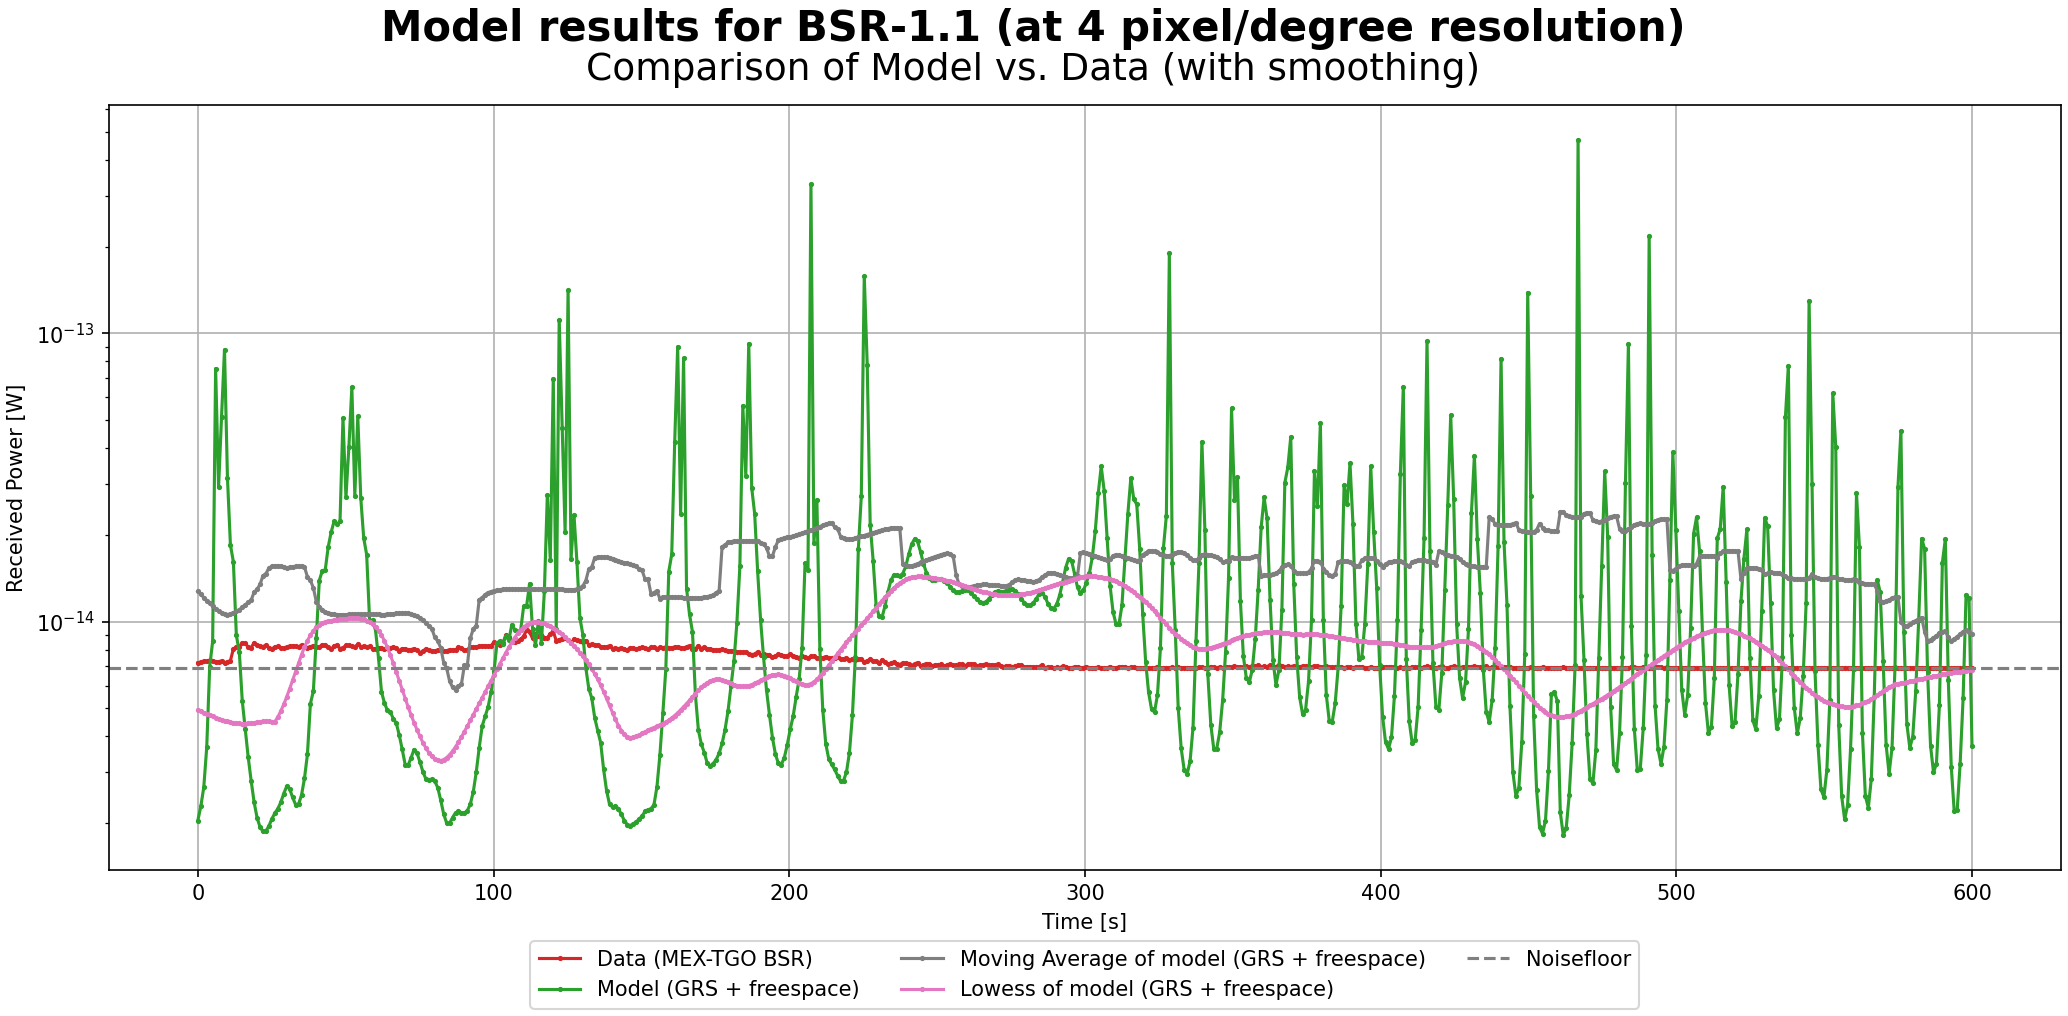 Model results for BSR-1.1 (at 4 pixel/degree resolution)
Comparison of Model vs. Data (with smoothing)
Received Power [W]
10⁻¹³
10⁻¹⁴
0 100 200 300 400 500 600
Time [s]
Data (MEX-TGO BSR)
Model (GRS + freespace)
Moving Average of model (GRS + freespace)
Lowess of model (GRS + freespace)
Noisefloor